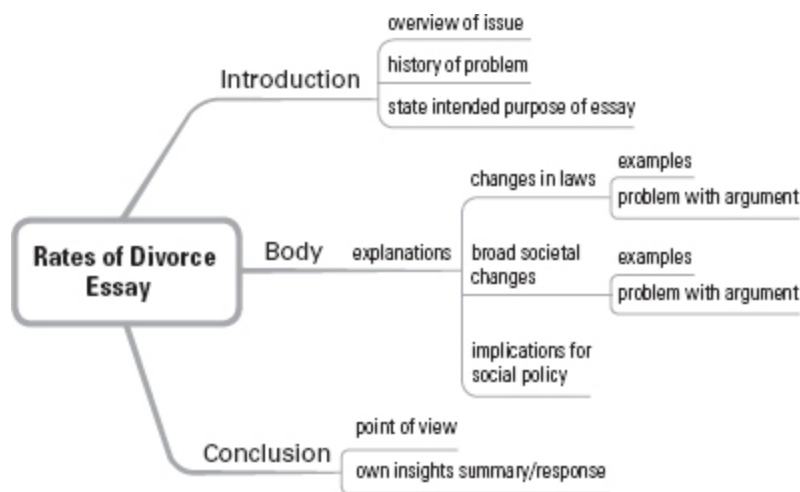 overview of issue
Introduction
history of problem
state intended purpose of essay
examples
changes in laws
problem with argument
Rates of Divorce
Essay
Body
explanations
broad societal
changes
examples
problem with argument
implications for
social policy
point of view
Conclusion
own insights summary/response